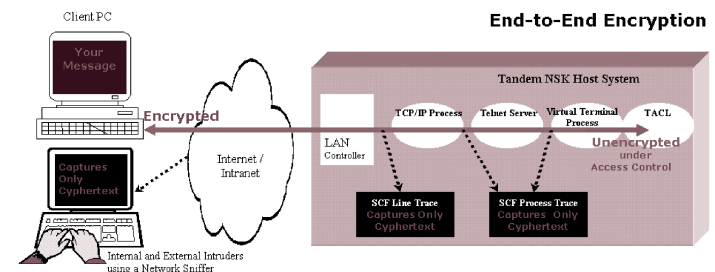 Client PC
End-to-End Encryption
Your
Message
Tandem NSK Host System
Encrypted
TCP/IP Process
Telnet Server
Virtual Terminal
Process
TACL
LAN
Controller
Unencrypted
under
Access Control
Internet /
Intranet
Captures
Only
Cyphertext
SCF Line Trace
Captures Only
Cyphertext
SCF Process Trace
Captures Only
Cyphertext
Internal and External Intruders
using a Network Sniffer